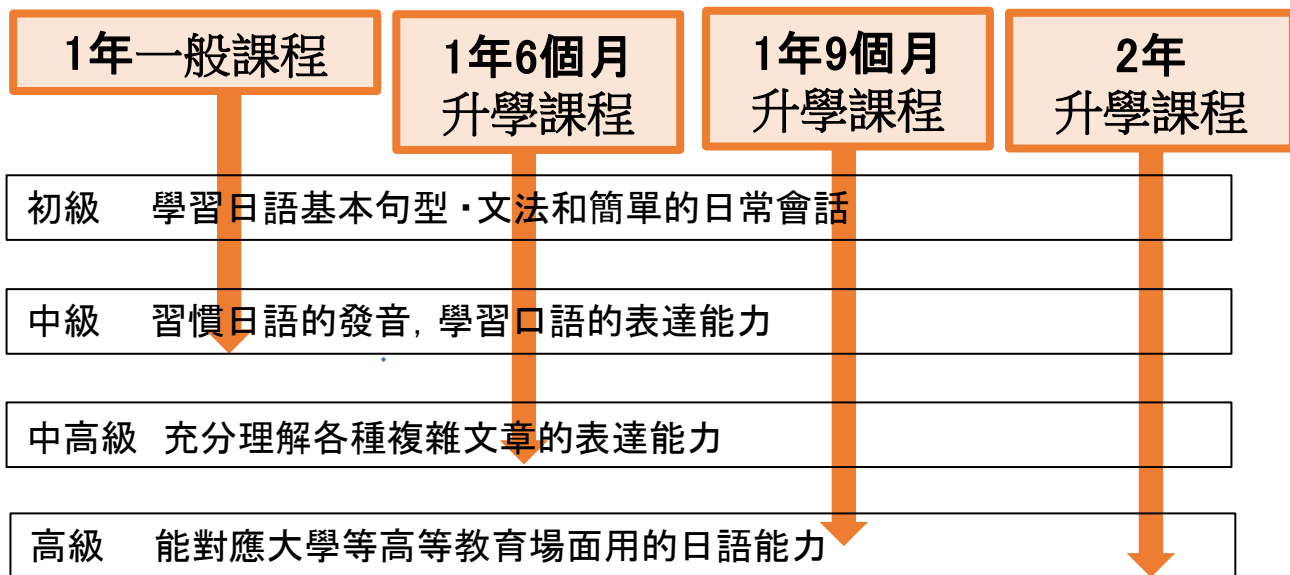 1年一般課程
1年6個月
升學課程
1年9個月
升學課程
2年
升學課程
初級 學習日語基本句型・文法和簡單的日常會話
中級 習慣日語的發音,學習口語的表達能力
中高級 充分理解各種複雜文章的表達能力
高級 能對應大學等高等教育場面用的日語能力